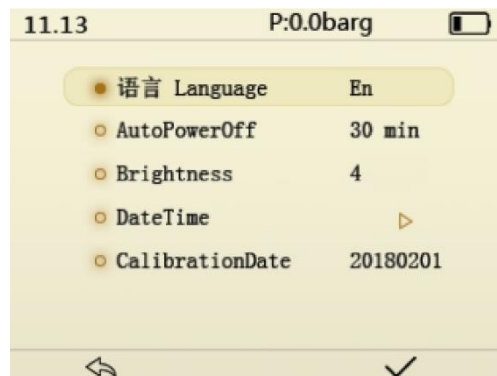 11.13 P:0.0barg
语言 Language En
AutoPowerOff 30 min
Brightness 4
DateTime
CalibrationDate 20180201